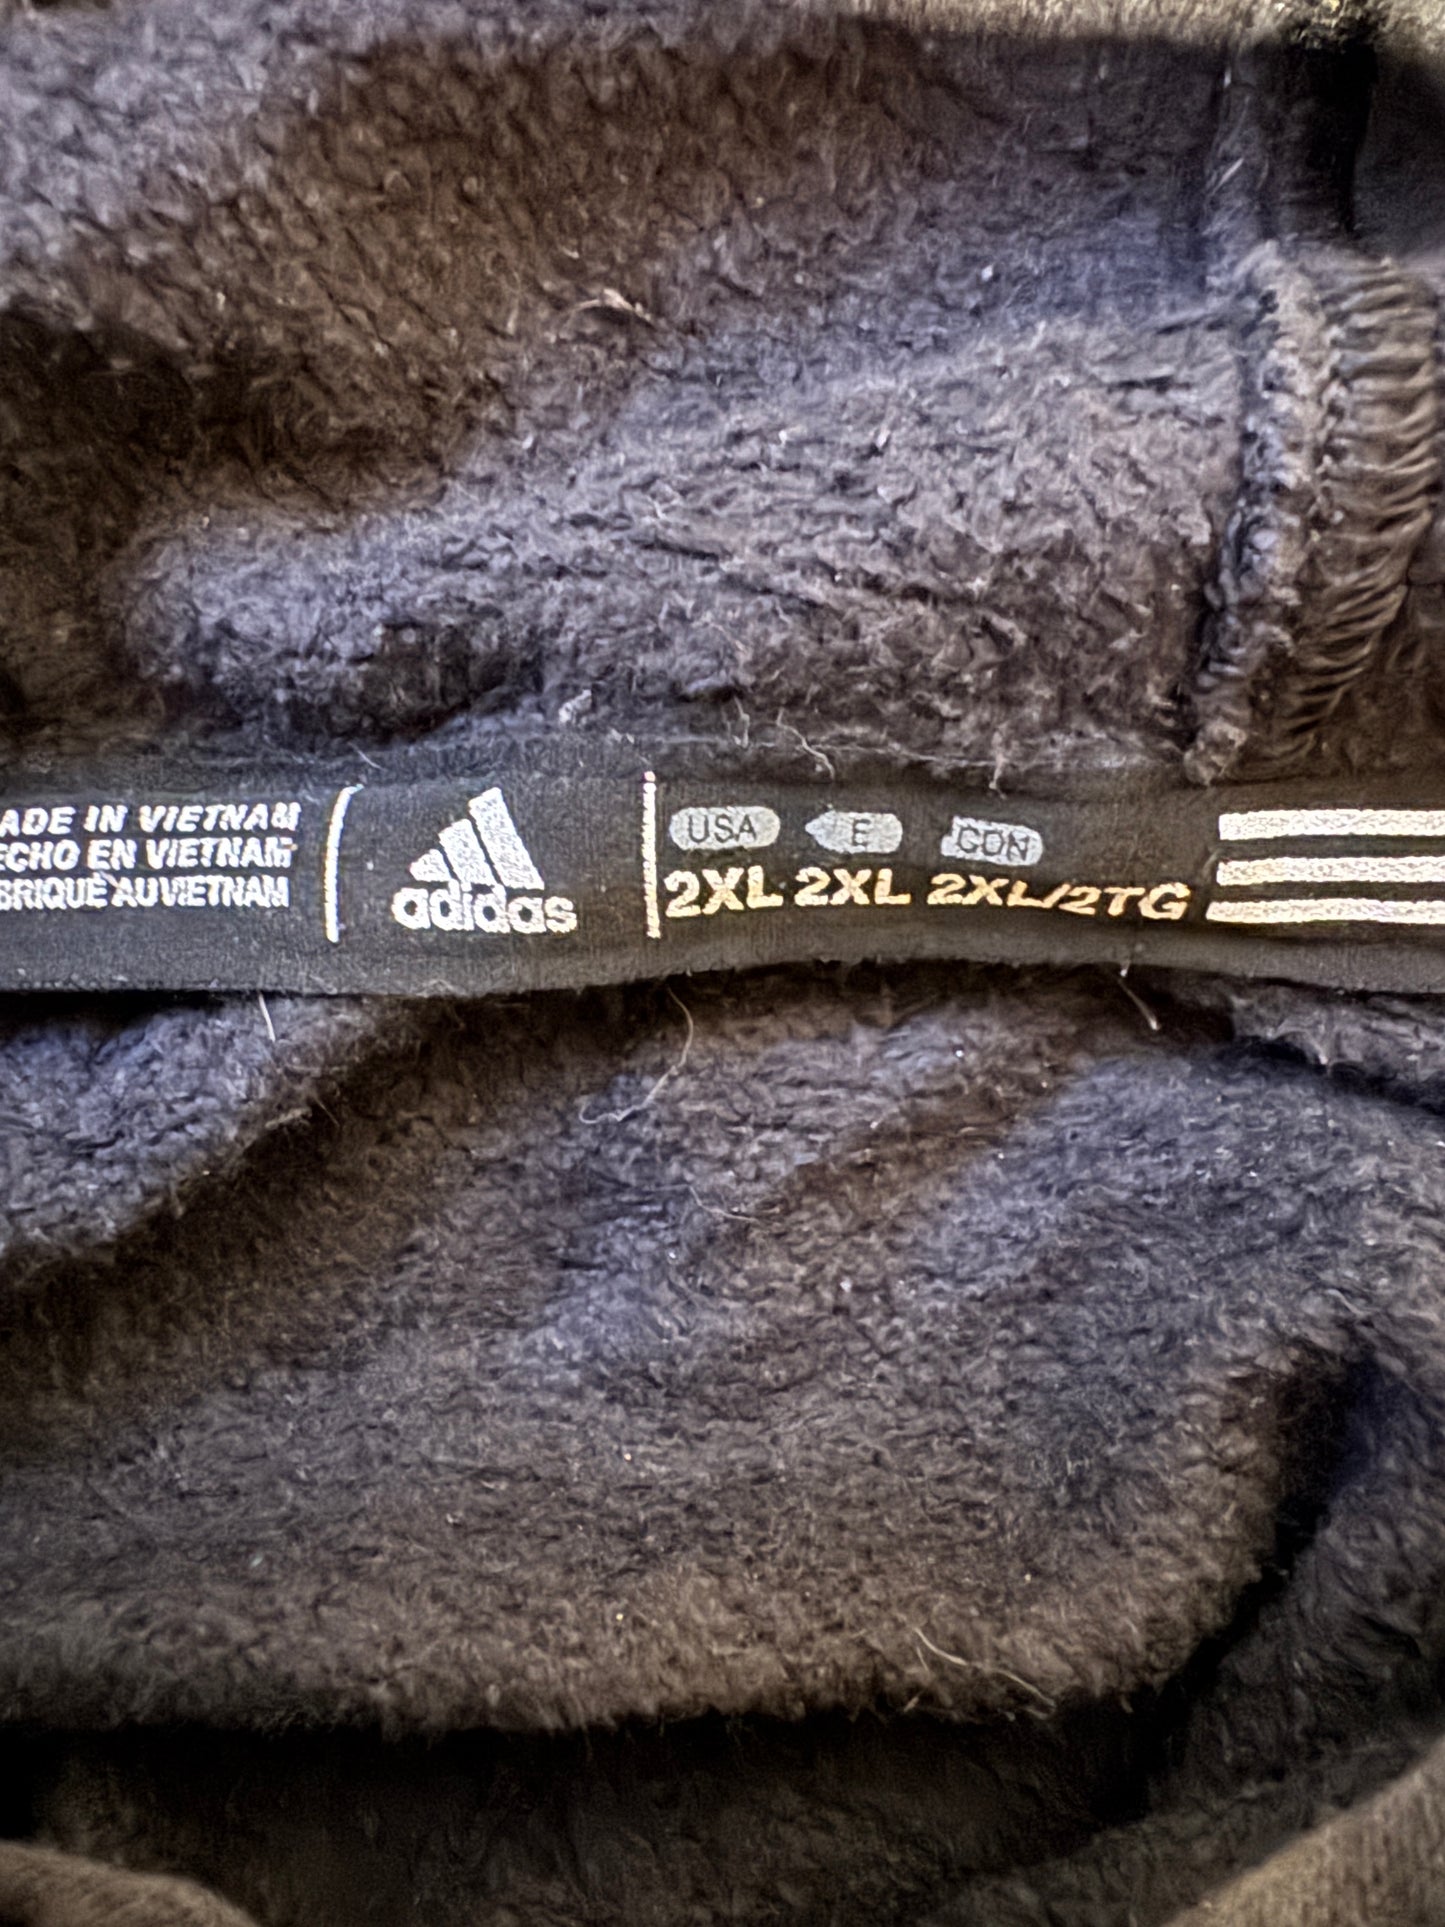 ADE IN VIETNAM
ECHO EN VIETNAM
BRIQUÉ AU VIETNAM
adidas
USA E CDN
2XL 2XL 2XL/2TG